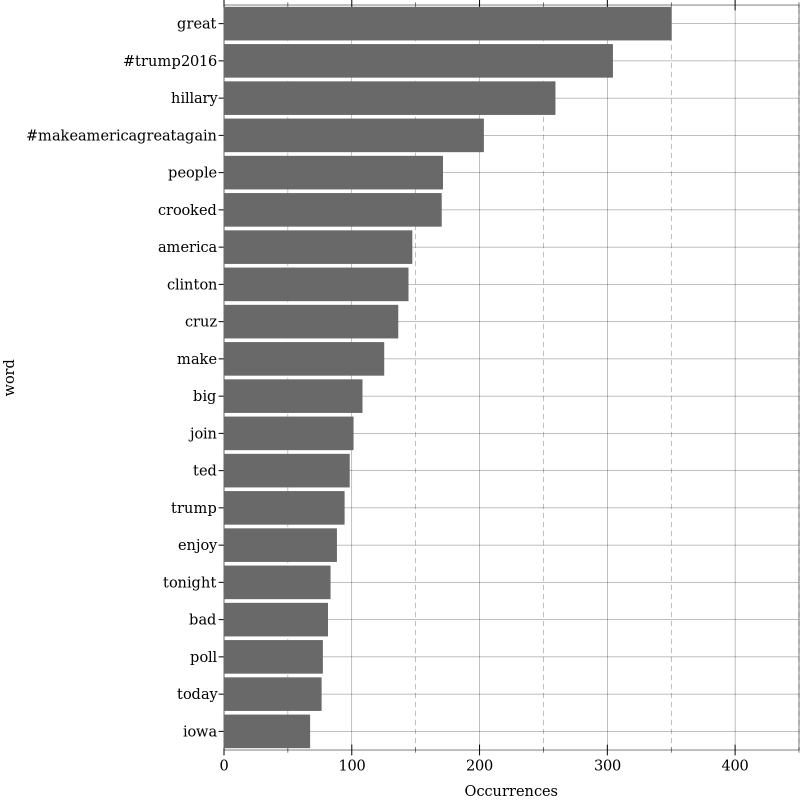 great
#trump2016
hillary
#makeamericagreatagain
people
crooked
america
clinton
cruz
make
big
join
ted
trump
enjoy
tonight
bad
poll
today
iowa
word
0 100 200 300 400
Occurrences